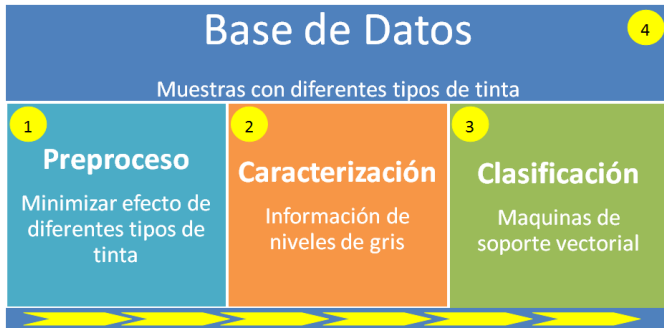 Base de Datos
4
Muestras con diferentes tipos de tinta
1
Preproceso
Minimizar efecto de
diferentes tipos de
tinta
2
Caracterización
Información de
niveles de gris
3
Clasificación
Maquinas de
soporte vectorial